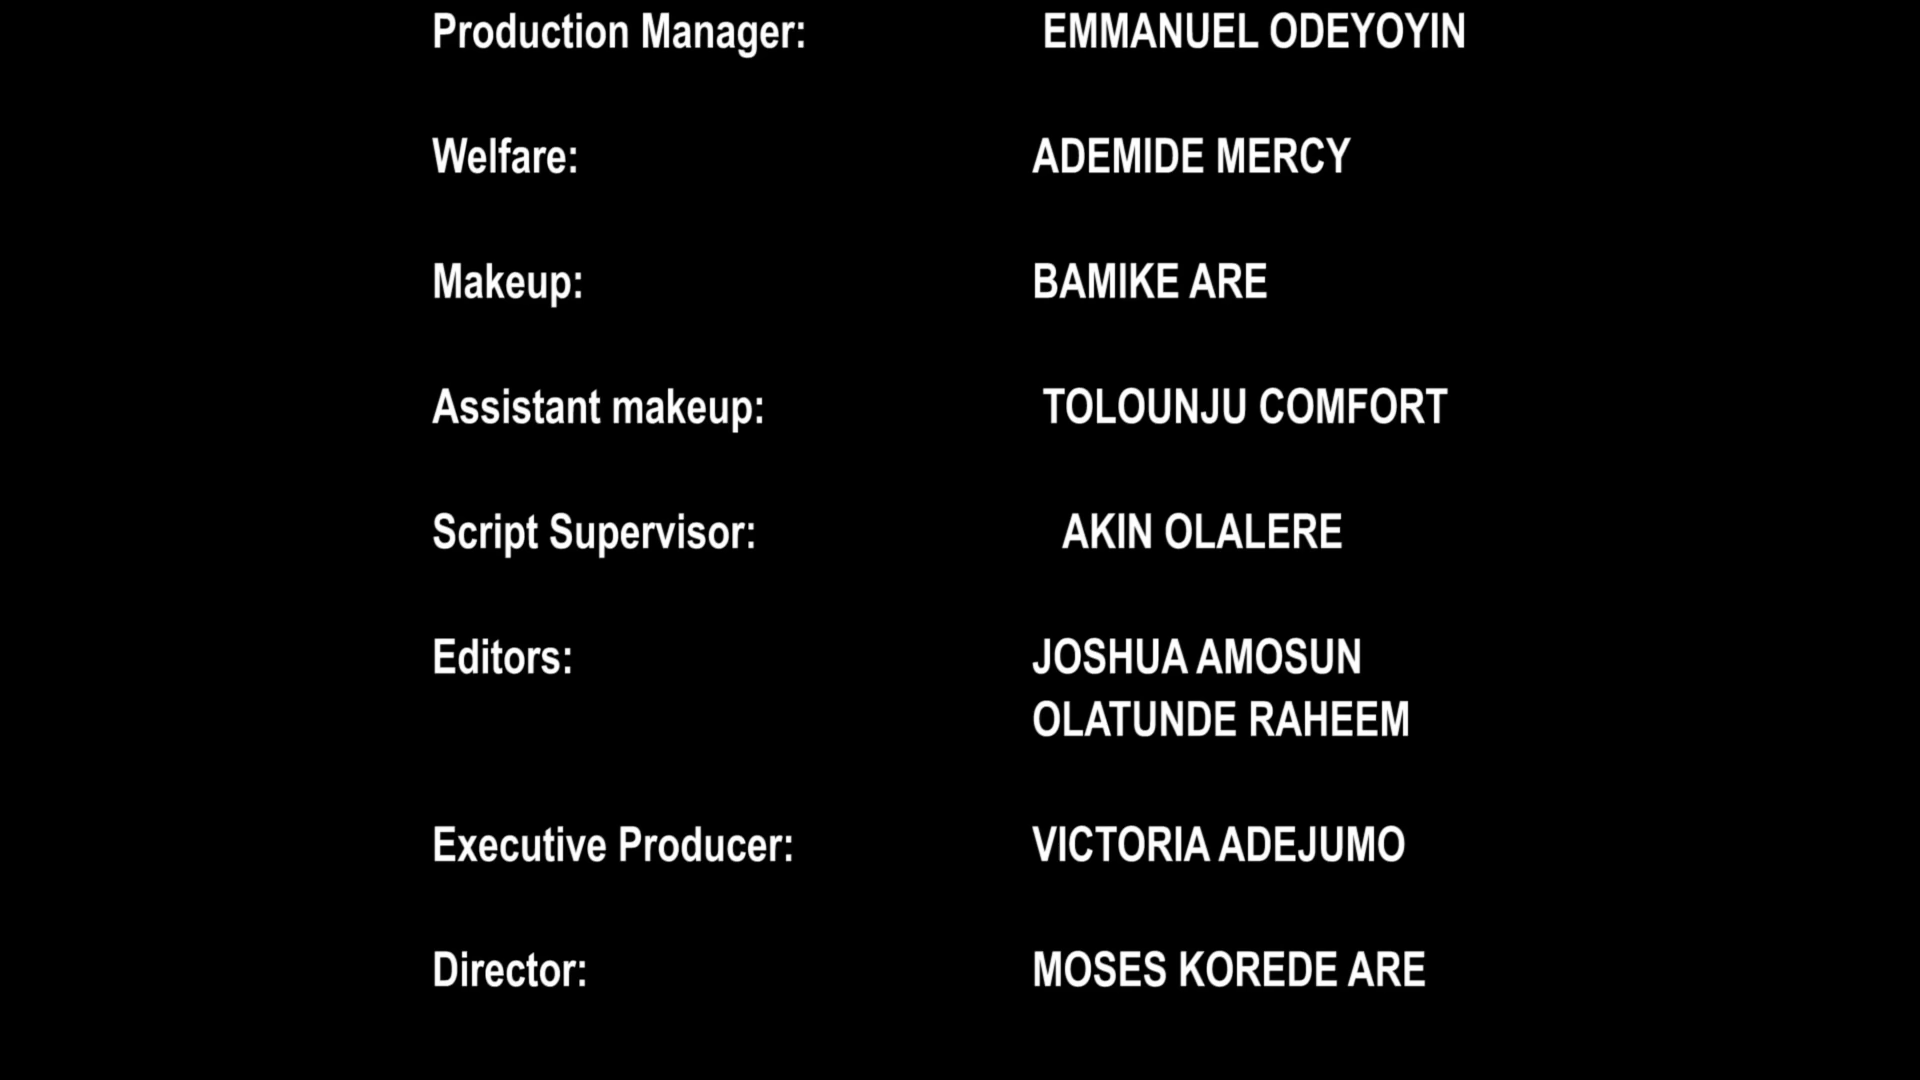 Production Manager: EMMANUEL ODEYOYIN
Welfare: ADEMIDE MERCY
Makeup: BAMIKE ARE
Assistant makeup: TOLOUNJU COMFORT
Script Supervisor: AKIN OLALERE
Editors: JOSHUA AMOSUN
OLATUNDE RAHEEM
Executive Producer: VICTORIA ADEJUMO
Director: MOSES KOREDE ARE